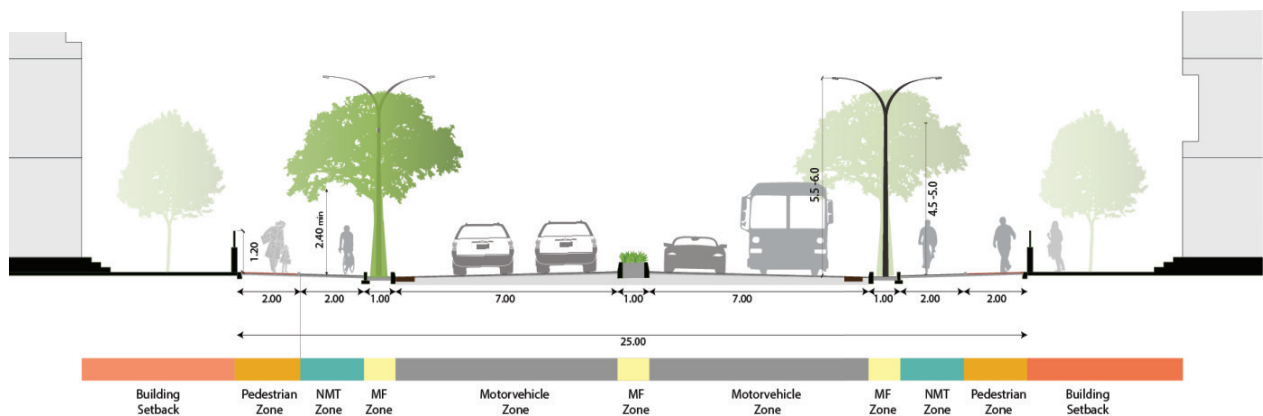 5.5 -6.0
4.5 -5.0
2.40 min
1.20
2.00 2.00 1.00 7.00 1.00 7.00 1.00 2.00 2.00
25.00
Building Pedestrian NMT MF Motorvehicle MF Motorvehicle MF NMT Pedestrian Building
Setback Zone Zone Zone Zone Zone Zone Zone Zone Zone Setback